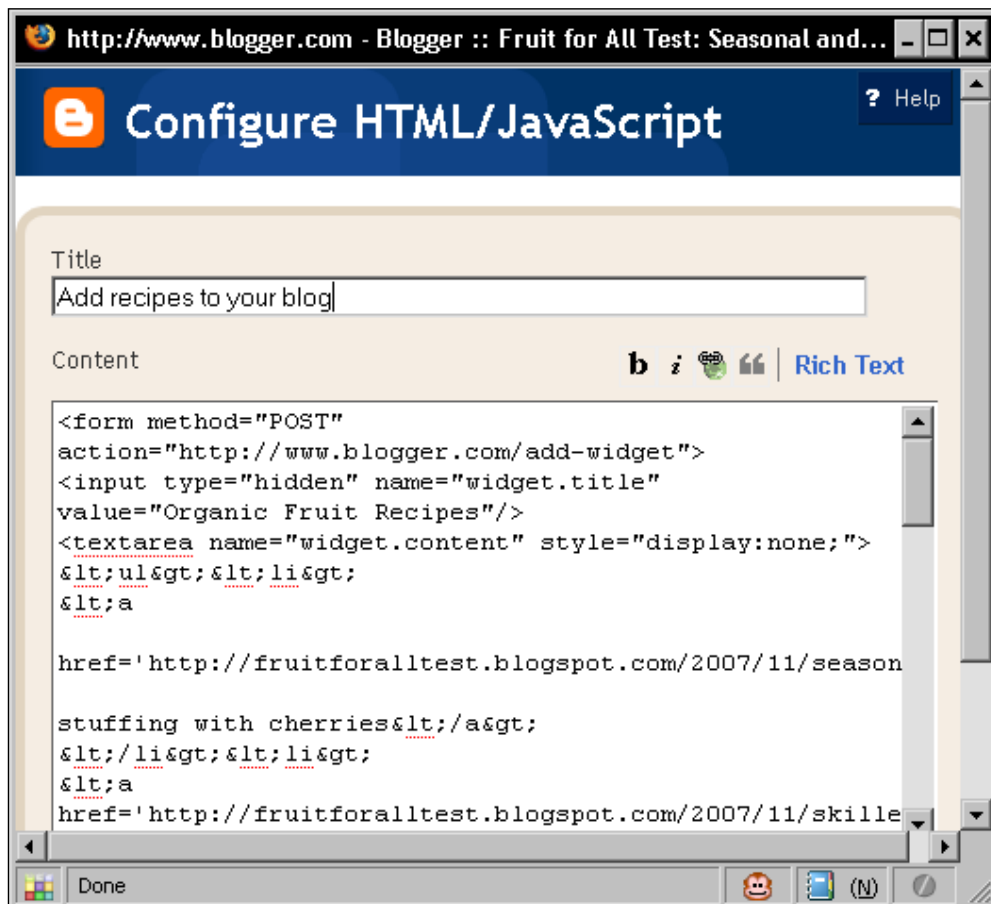 http://www.blogger.com - Blogger :: Fruit for All Test: Seasonal and...
? Help
Configure HTML/JavaScript
Title
Add recipes to your blog
Content
b i Rich Text
<form method="POST"
action="http://www.blogger.com/add-widget">
<input type="hidden" name="widget.title"
value="Organic Fruit Recipes"/>
<textarea name="widget.content" style="display:none;">
&lt;ul&gt;&lt;li&gt;
&lt;a
href='http://fruitforalltest.blogspot.com/2007/11/season
stuffing with cherries&lt;/a&gt;
&lt;/li&gt;&lt;li&gt;
&lt;a
href='http://fruitforalltest.blogspot.com/2007/11/skille
Done
(N)